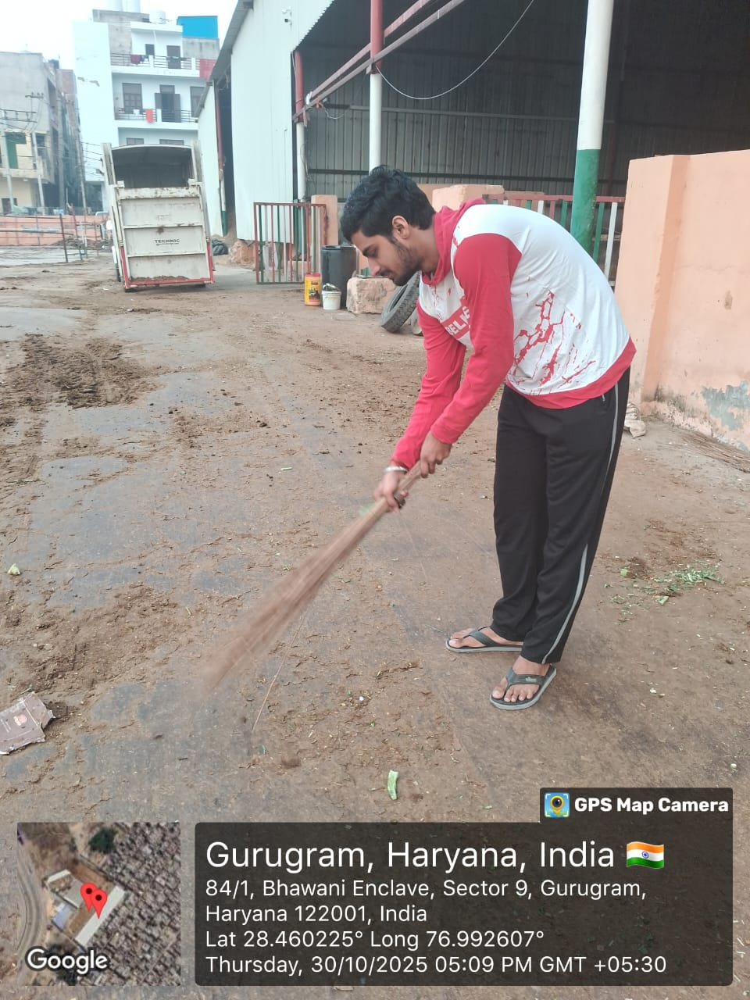 TECHNIC
GPS Map Camera
Gurugram, Haryana, India 🇮🇳
84/1, Bhawani Enclave, Sector 9, Gurugram,
Haryana 122001, India
Lat 28.460225° Long 76.992607°
Thursday, 30/10/2025 05:09 PM GMT +05:30
Google